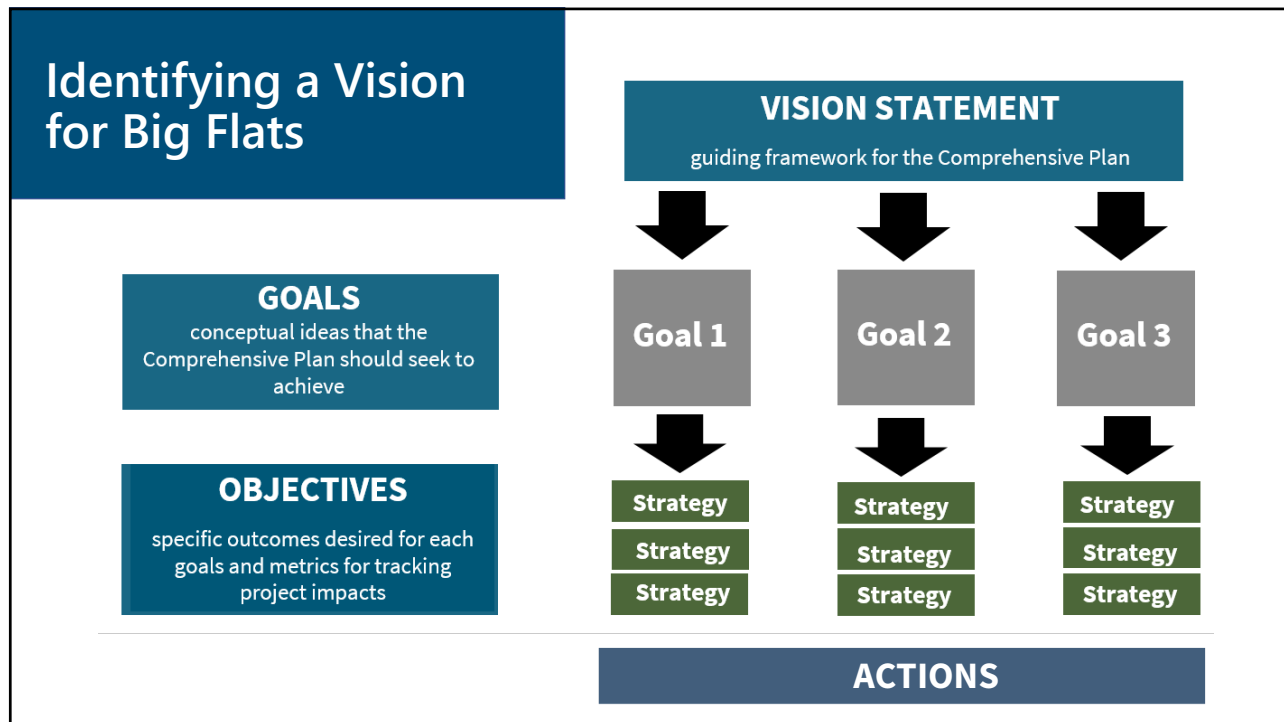 Identifying a Vision
for Big Flats
VISION STATEMENT
guiding framework for the Comprehensive Plan
GOALS
conceptual ideas that the
Comprehensive Plan should seek to
achieve
Goal 1
Goal 2
Goal 3
OBJECTIVES
specific outcomes desired for each
goals and metrics for tracking
project impacts
Strategy
Strategy
Strategy
Strategy
Strategy
Strategy
Strategy
Strategy
Strategy
ACTIONS